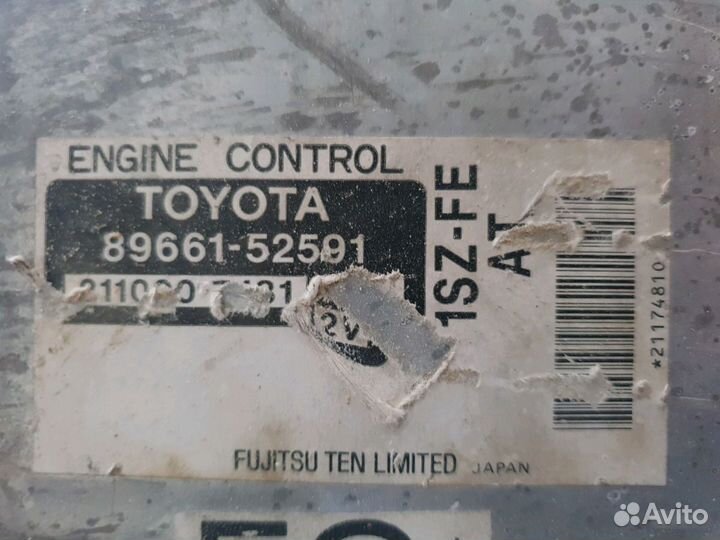 ENGINE CONTROL
TOYOTA
89661-52591
12V
1SZ-FE
AT
*21174810
FUJITSU TEN LIMITED JAPAN
Avito